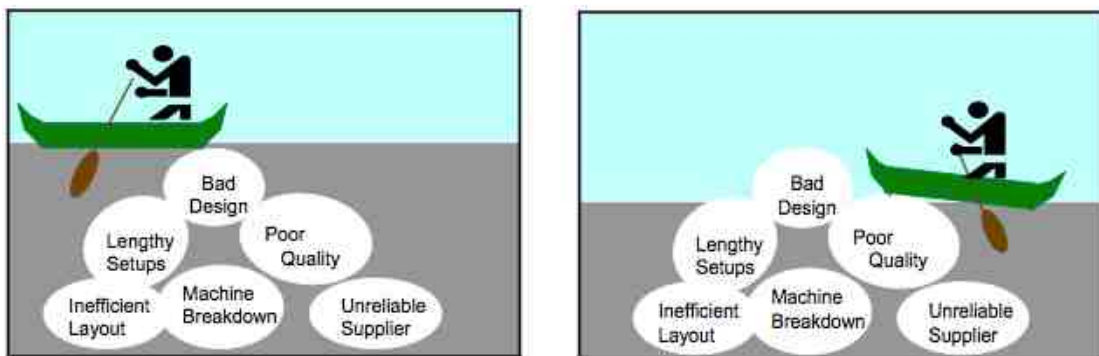 Bad
Design
Lengthy
Setups
Poor
Quality
Inefficient
Layout
Machine
Breakdown
Unreliable
Supplier
Bad
Design
Lengthy
Setups
Poor
Quality
Inefficient
Layout
Machine
Breakdown
Unreliable
Supplier